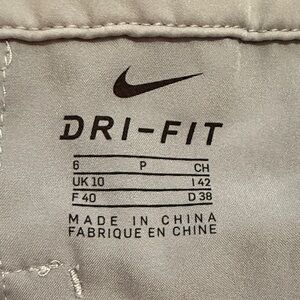 DRI-FIT
6 P CH
UK 10 I 42
F 40 D 38
MADE IN CHINA
FABRIQUE EN CHINE